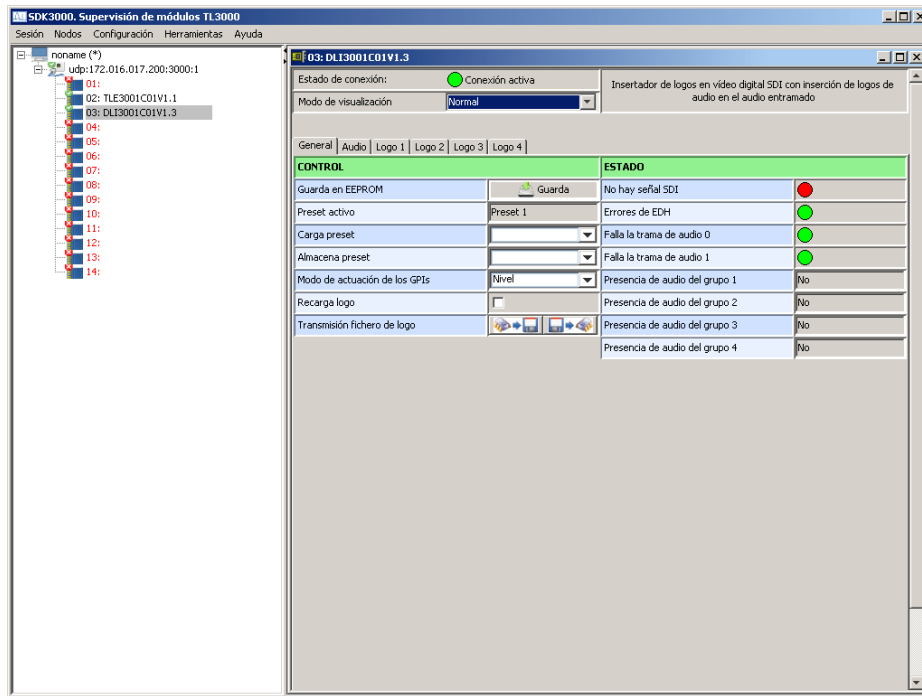 SDK3000. Supervisión de módulos TL3000
Sesión Nodos Configuración Herramientas Ayuda
noname (*)
udp:172.016.017.200:3000:1
01:
02: TLE3001C01V1.1
03: DLI3001C01V1.3
04:
05:
06:
07:
08:
09:
10:
11:
12:
13:
14:
03: DLI3001C01V1.3
Estado de conexión: Conexión activa
Modo de visualización Normal
Insertador de logos en vídeo digital SDI con inserción de logos de
audio en el audio entramado
General Audio Logo 1 Logo 2 Logo 3 Logo 4
CONTROL ESTADO
Guarda en EEPROM Guarda No hay señal SDI
Preset activo Preset 1 Errores de EDH
Carga preset Falla la trama de audio 0
Almacena preset Falla la trama de audio 1
Modo de actuación de los GPIs Nivel Presencia de audio del grupo 1 No
Recarga logo Presencia de audio del grupo 2 No
Transmisión fichero de logo Presencia de audio del grupo 3 No
Presencia de audio del grupo 4 No